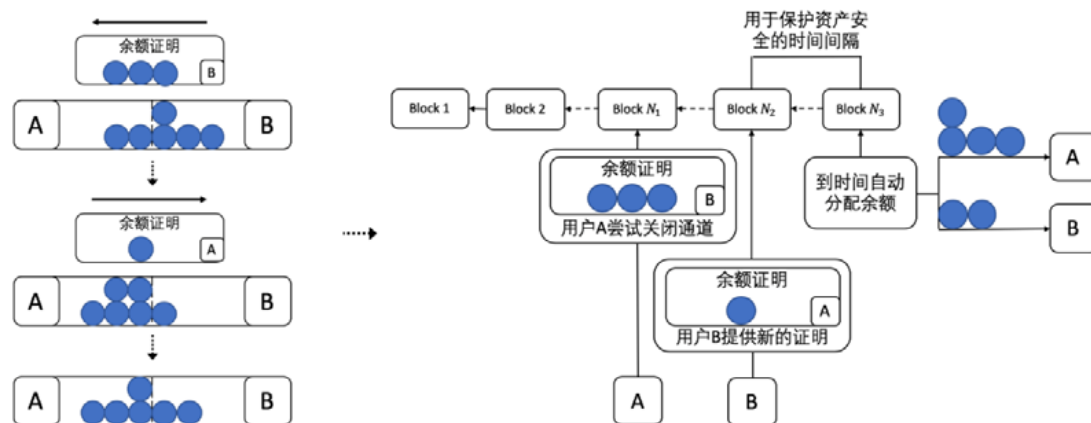 余额证明
B
A
B
余额证明
A
A
B
A
B
用于保护资产安
全的时间间隔
Block 1
Block 2
Block N₁
Block N₂
Block N₃
余额证明
B
用户A尝试关闭通道
余额证明
A
用户B提供新的证明
到时间自动
分配余额
A
B
A
B